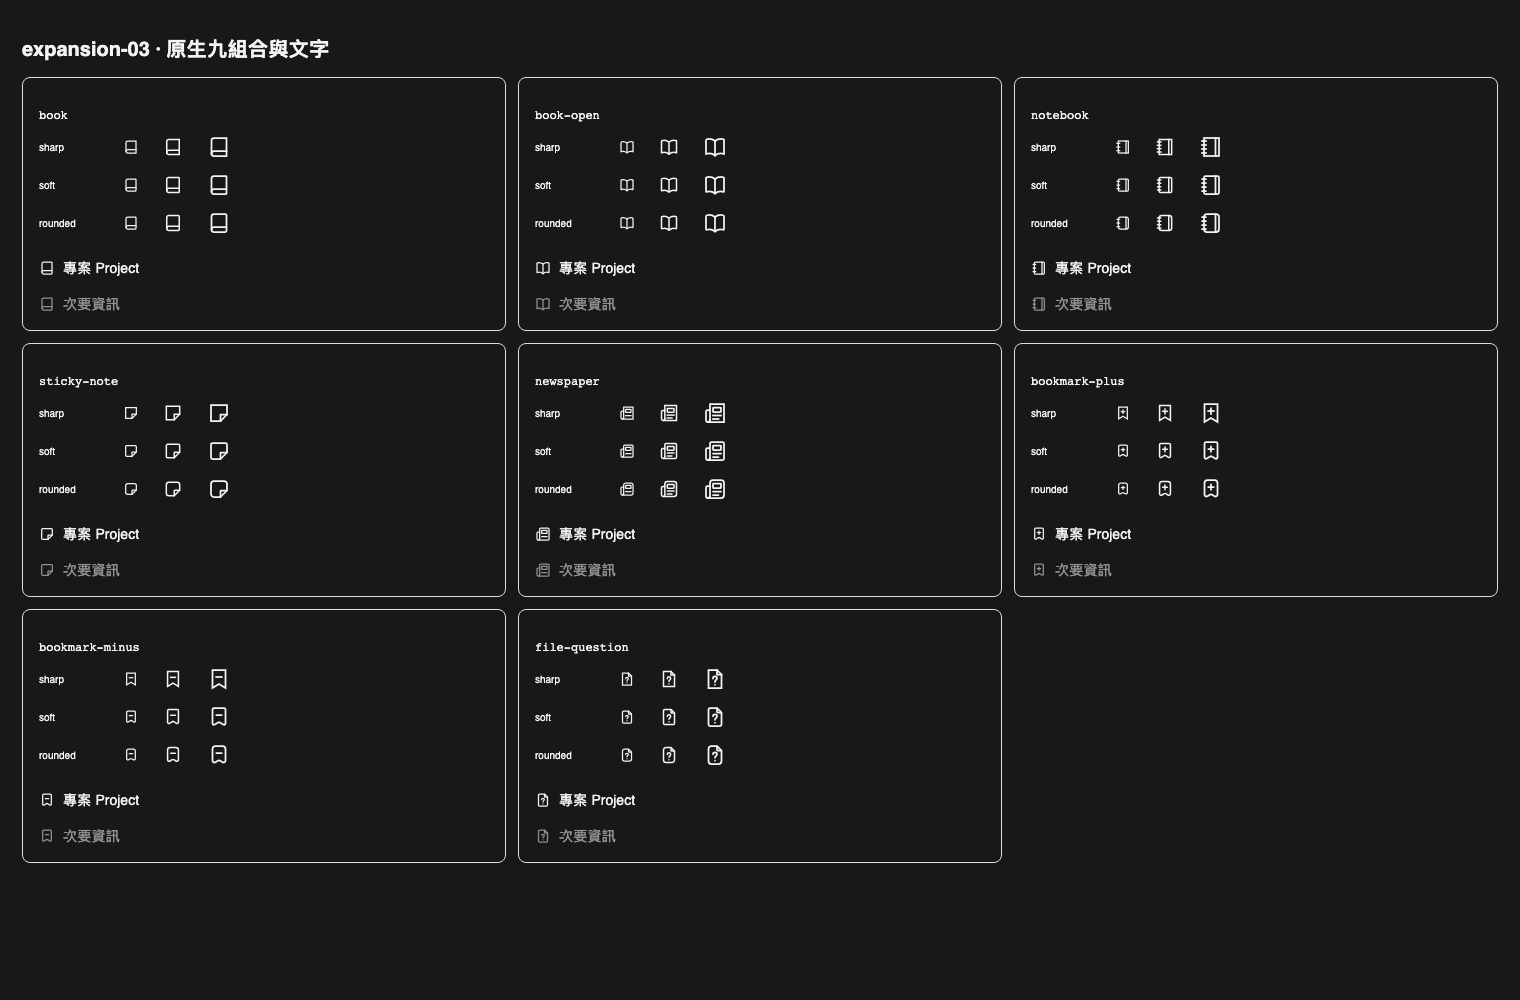 expansion-03 · 原生九組合與文字
book
sharp
soft
rounded
專案 Project
次要資訊
book-open
sharp
soft
rounded
專案 Project
次要資訊
notebook
sharp
soft
rounded
專案 Project
次要資訊
sticky-note
sharp
soft
rounded
專案 Project
次要資訊
newspaper
sharp
soft
rounded
專案 Project
次要資訊
bookmark-plus
sharp
soft
rounded
專案 Project
次要資訊
bookmark-minus
sharp
soft
rounded
專案 Project
次要資訊
file-question
sharp
soft
rounded
專案 Project
次要資訊